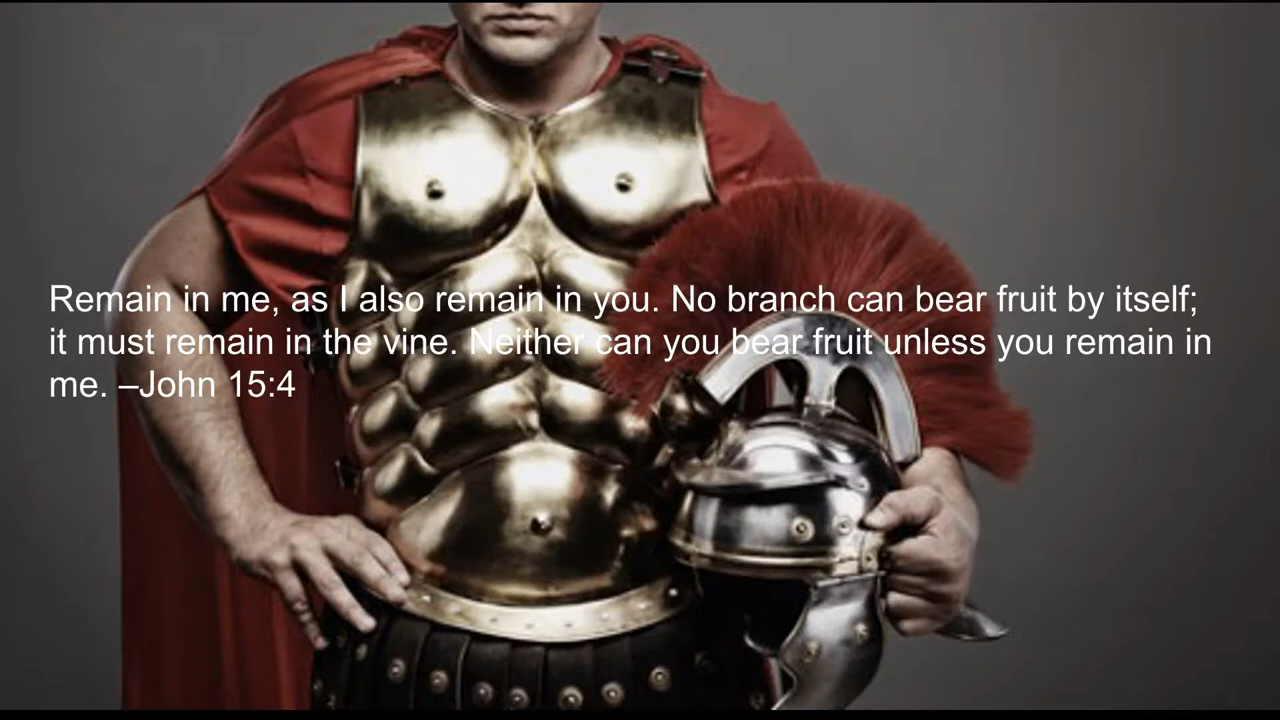 Remain in me, as I also remain in you. No branch can bear fruit by itself;
it must remain in the vine. Neither can you bear fruit unless you remain in
me. –John 15:4